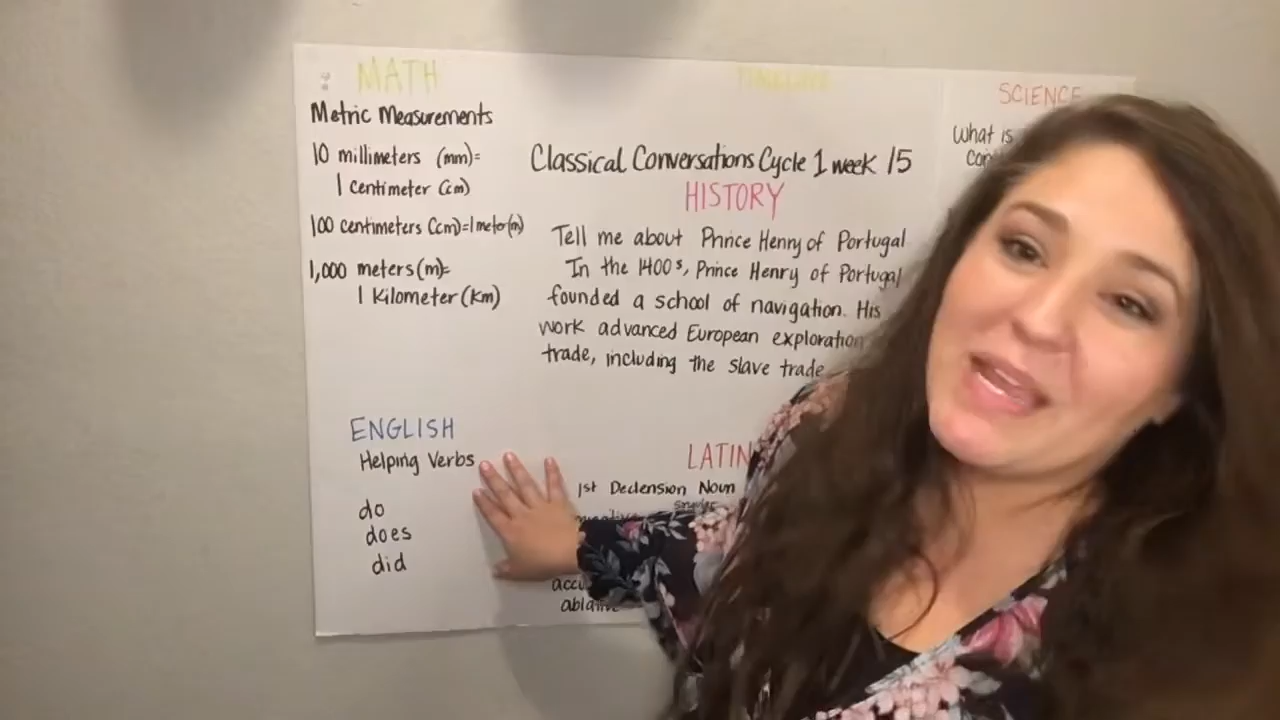 MATH
Metric Measurements
10 millimeters (mm)=
1 centimeter (cm)
100 centimeters (cm)=1 meter(m)
1,000 meters(m)=
1 Kilometer (Km)
ENGLISH
Helping Verbs
do
does
did
Classical Conversations Cycle 1 week 15
HISTORY
Tell me about Prince Henry of Portugal
In the 1400s, Prince Henry of Portugal
founded a school of navigation. His
work advanced European exploration
trade, including the slave trade
LATIN
1st Declension Noun
singular
ablative
SCIENCE
What is